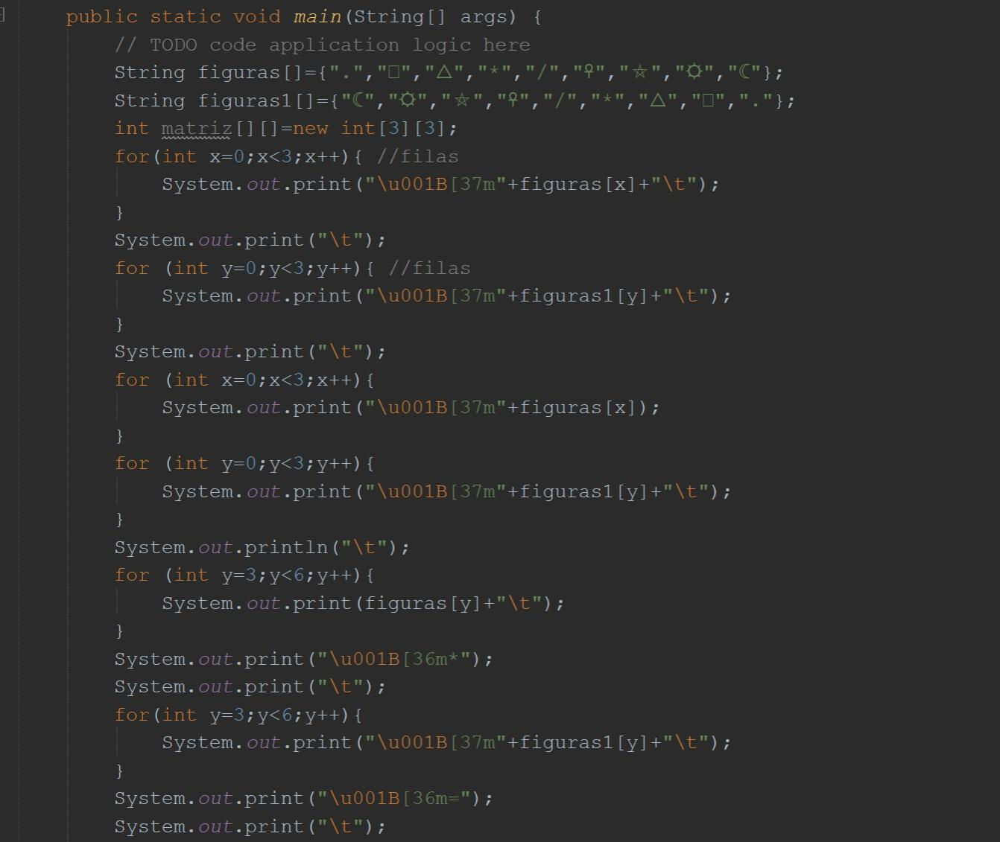 public static void main(String[] args) {
// TODO code application logic here
String figuras[]={".","□","△","*","/","♀","☆","☼","☾"};
String figuras1[]={"☾","☼","☆","♀","/","*","△","□","."};
int matriz[][]=new int[3][3];
for(int x=0;x<3;x++){ //filas
System.out.print("\u001B[37m"+figuras[x]+"\t");
}
System.out.print("\t");
for (int y=0;y<3;y++){ //filas
System.out.print("\u001B[37m"+figuras1[y]+"\t");
}
System.out.print("\t");
for (int x=0;x<3;x++){
System.out.print("\u001B[37m"+figuras[x]);
}
for (int y=0;y<3;y++){
System.out.print("\u001B[37m"+figuras1[y]+"\t");
}
System.out.println("\t");
for (int y=3;y<6;y++){
System.out.print(figuras[y]+"\t");
}
System.out.print("\u001B[36m*");
System.out.print("\t");
for(int y=3;y<6;y++){
System.out.print("\u001B[37m"+figuras1[y]+"\t");
}
System.out.print("\u001B[36m=");
System.out.print("\t");